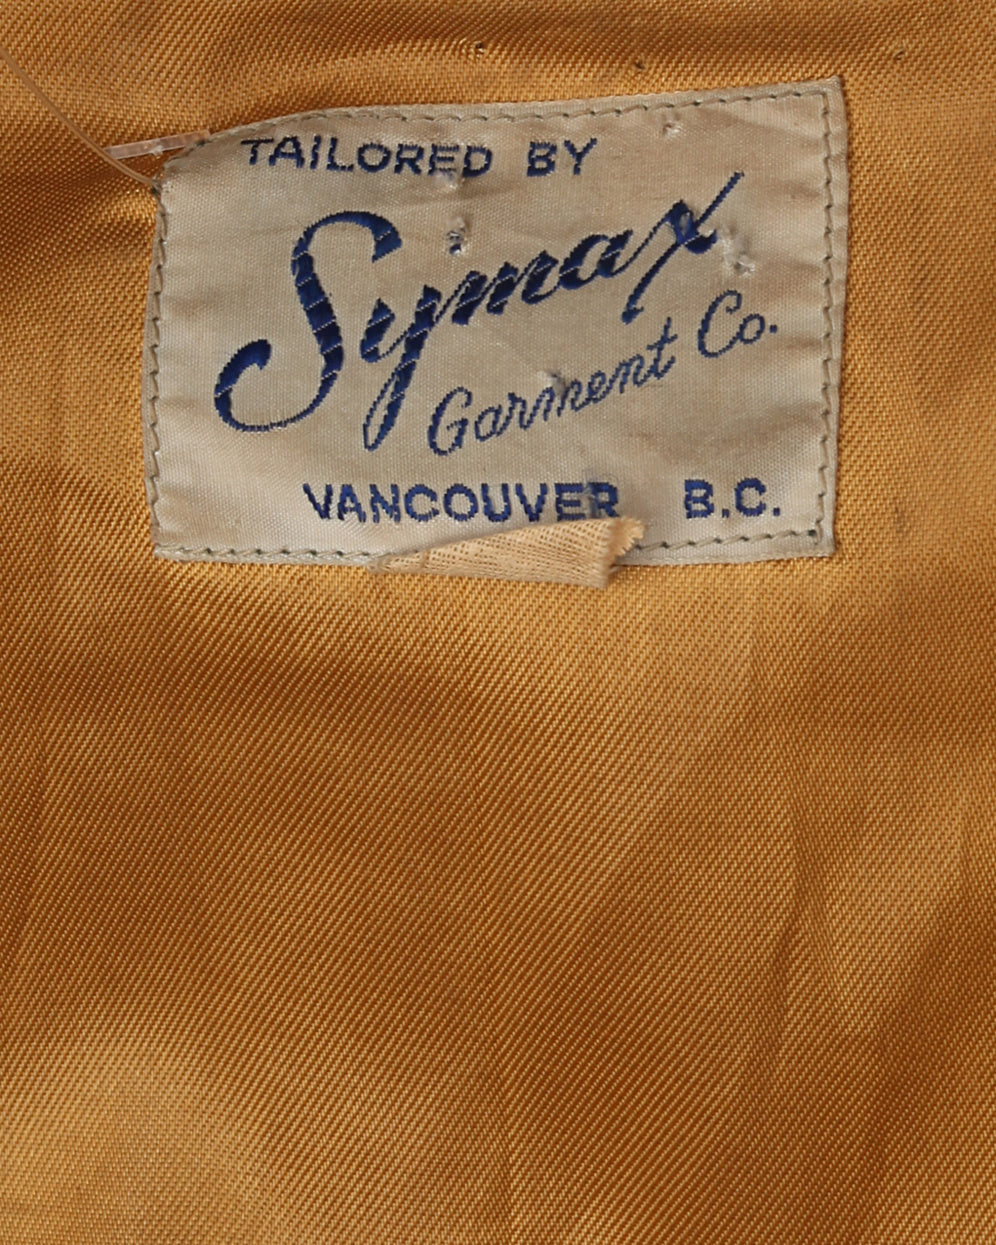 TAILORED BY
Symax
Garment Co.
VANCOUVER B.C.